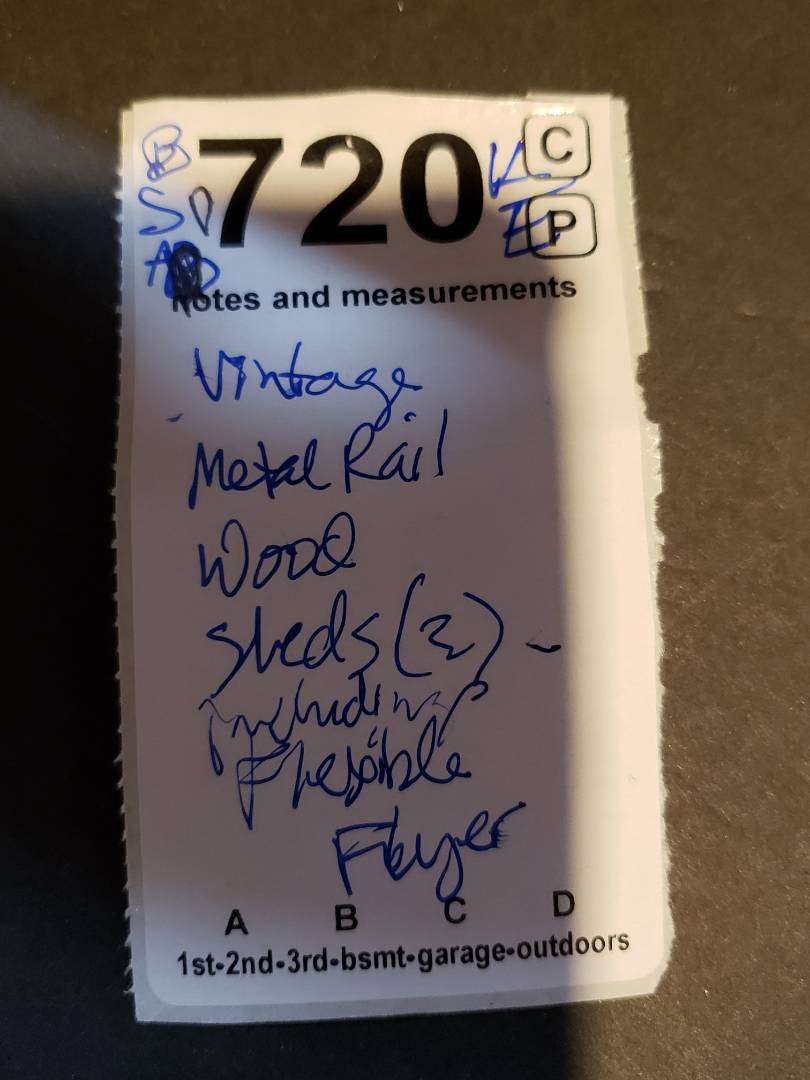 B 720 C
S P
Notes and measurements
Vintage
Metal Rail
Wood
Sleds (2) -
including
Flexible
Flyer
A B C D
1st-2nd-3rd-bsmt-garage-outdoors